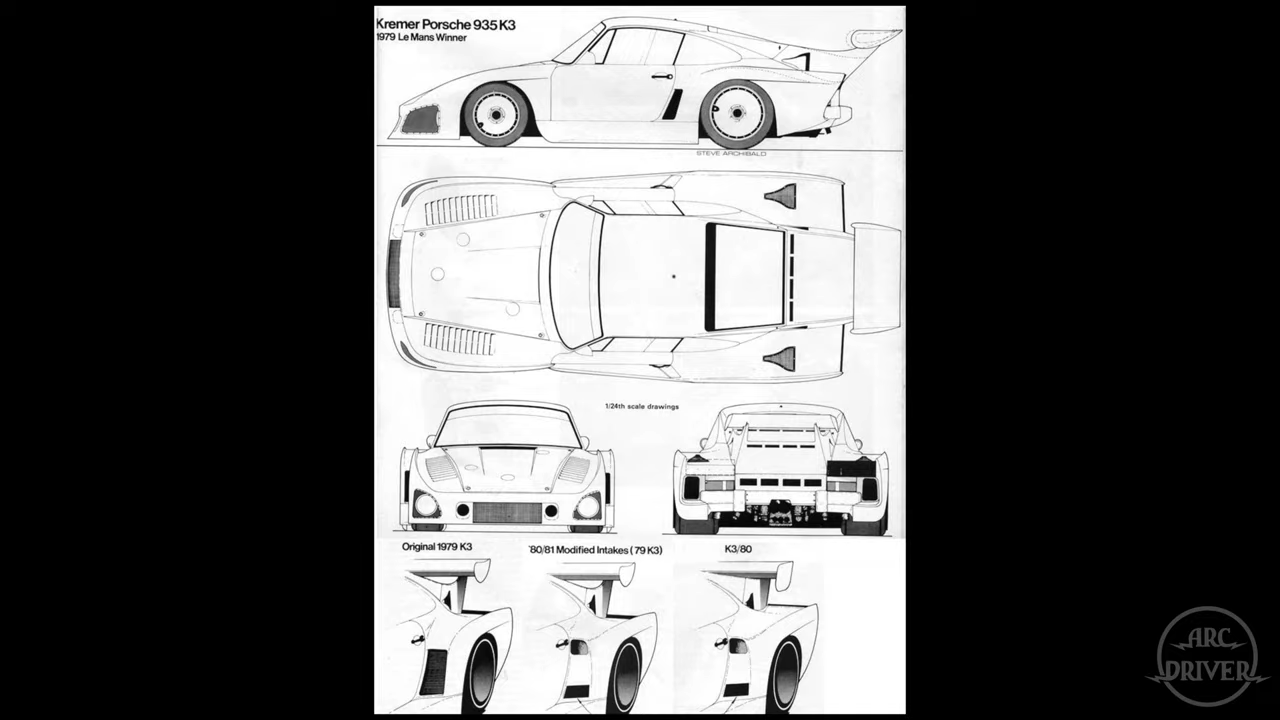 Kremer Porsche 935 K3
1979 Le Mans Winner
STEVE ARCHIBALD
1/24th scale drawings
Original 1979 K3
'80/81 Modified Intakes ( 79 K3)
K3/80
ARC
DRIVER